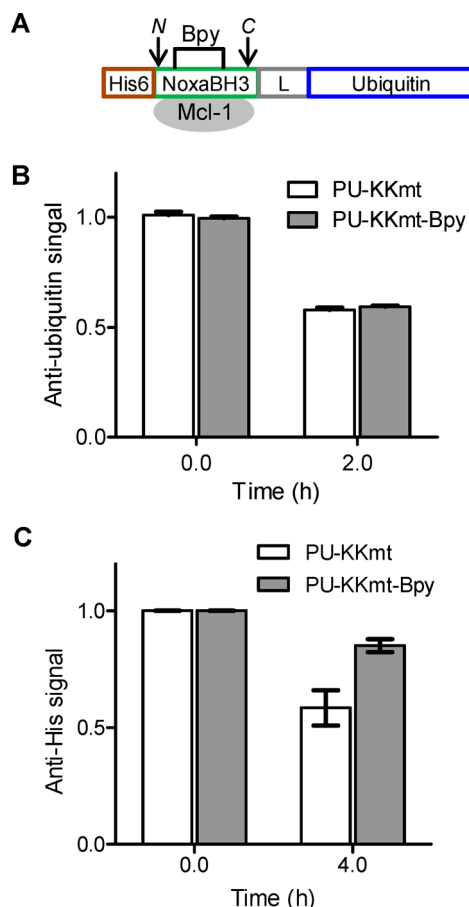 A
N
Bpy
C
His6 NoxaBH3 L Ubiquitin
Mcl-1
B
PU-KKmt
PU-KKmt-Bpy
Anti-ubiquitin singal
1.0
0.5
0.0
0.0 2.0
Time (h)
C
PU-KKmt
PU-KKmt-Bpy
Anti-His signal
1.0
0.5
0.0
0.0 4.0
Time (h)